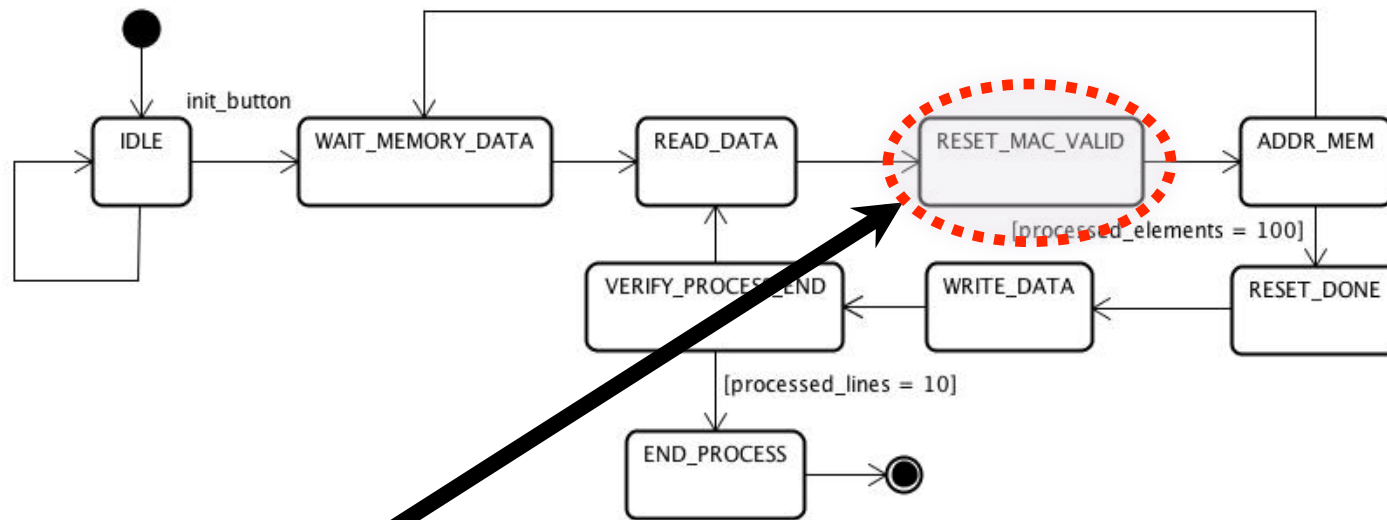 init_button
IDLE
WAIT_MEMORY_DATA
READ_DATA
RESET_MAC_VALID
ADDR_MEM
[processed_elements = 100]
VERIFY_PROCESS_END
WRITE_DATA
RESET_DONE
[processed_lines = 10]
END_PROCESS